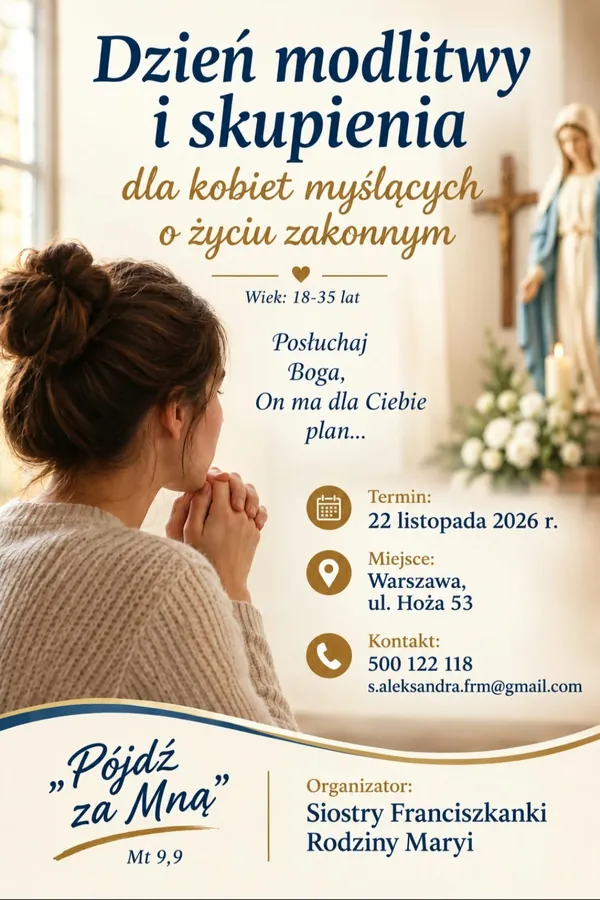 Dzień modlitwy
i skupienia
dla kobiet myślących
o życiu zakonnym
Wiek: 18-35 lat
Posłuchaj
Boga,
On ma dla Ciebie
plan...
Termin:
22 listopada 2026 r.
Miejsce:
Warszawa,
ul. Hoża 53
Kontakt:
500 122 118
s.aleksandra.frm@gmail.com
„Pójdź
za Mną”
Mt 9,9
Organizator:
Siostry Franciszkanki
Rodziny Maryi